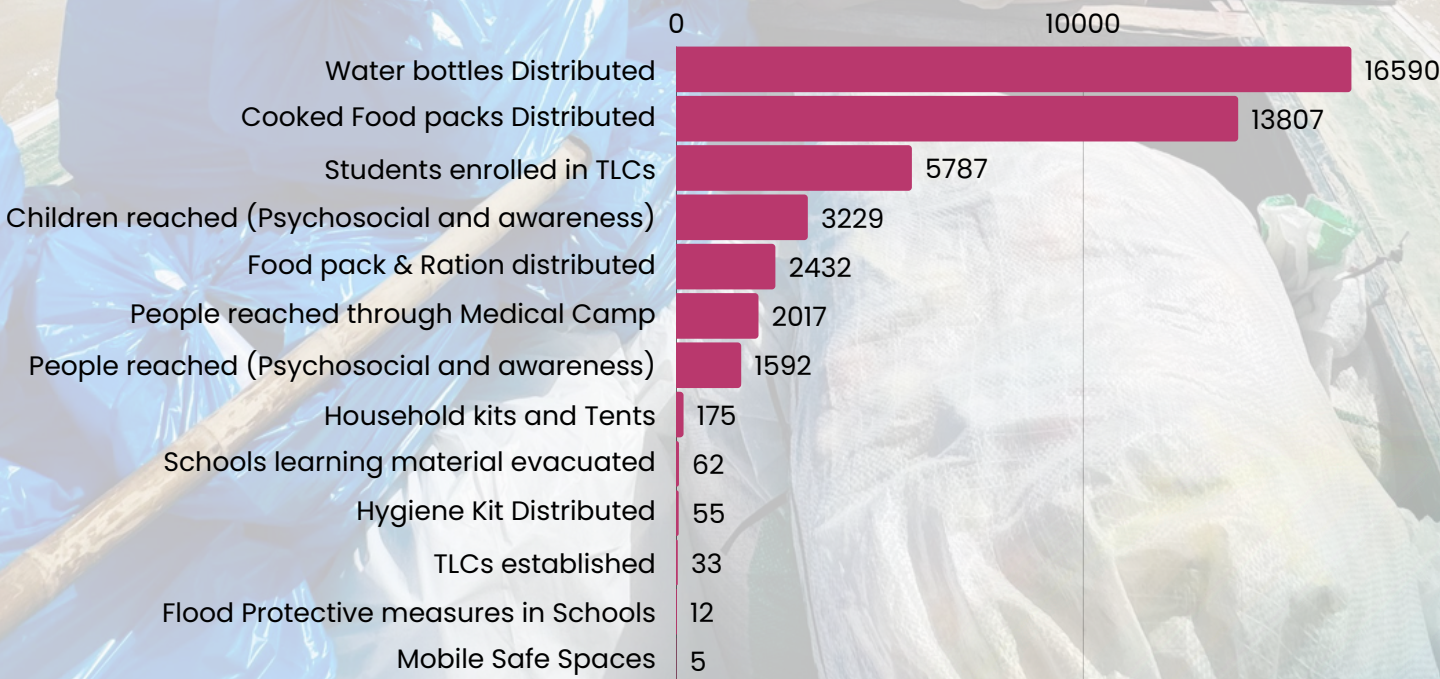 0 10000
Water bottles Distributed 16590
Cooked Food packs Distributed 13807
Students enrolled in TLCs 5787
Children reached (Psychosocial and awareness) 3229
Food pack & Ration distributed 2432
People reached through Medical Camp 2017
People reached (Psychosocial and awareness) 1592
Household kits and Tents 175
Schools learning material evacuated 62
Hygiene Kit Distributed 55
TLCs established 33
Flood Protective measures in Schools 12
Mobile Safe Spaces 5